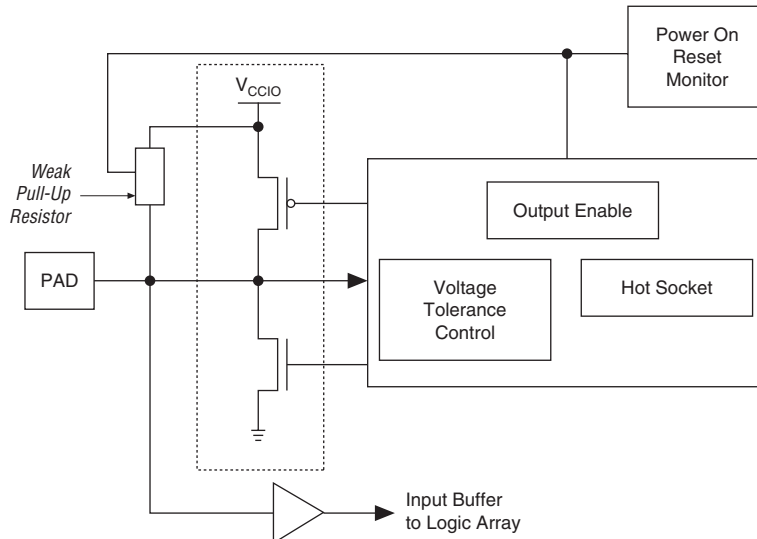 Power On
Reset
Monitor
V_CCIO
Weak
Pull-Up
Resistor
Output Enable
PAD
Voltage
Tolerance
Control
Hot Socket
Input Buffer
to Logic Array